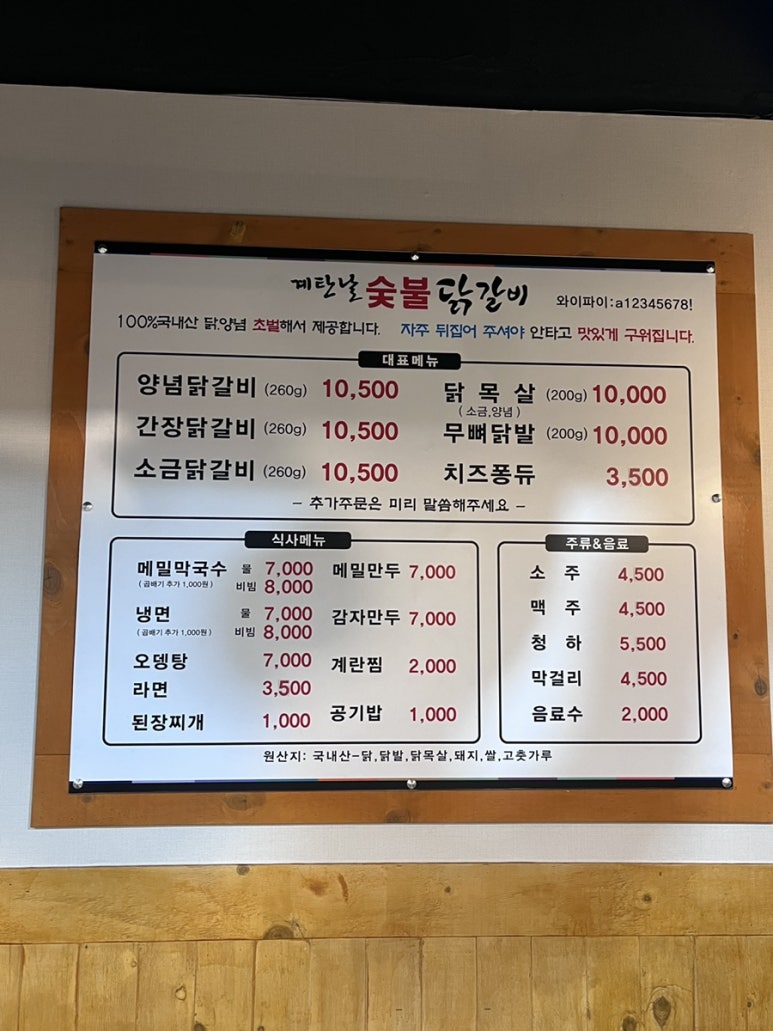 계탄날 숯불 닭갈비 와이파이:a12345678!
100%국내산 닭,양념 초벌해서 제공합니다. 자주 뒤집어 주셔야 안타고 맛있게 구워집니다.
대표메뉴
양념닭갈비 (260g) 10,500
간장닭갈비 (260g) 10,500
소금닭갈비 (260g) 10,500
닭 목 살 (200g) 10,000
(소금,양념)
무뼈닭발 (200g) 10,000
치즈퐁듀 3,500
- 추가주문은 미리 말씀해주세요 -
식사메뉴
메밀막국수 물 7,000
(곱배기 추가 1,000원) 비빔 8,000
냉면 물 7,000
(곱배기 추가 1,000원) 비빔 8,000
오뎅탕 7,000
라면 3,500
된장찌개 1,000
메밀만두 7,000
감자만두 7,000
계란찜 2,000
공기밥 1,000
주류&음료
소 주 4,500
맥 주 4,500
청 하 5,500
막걸리 4,500
음료수 2,000
원산지: 국내산-닭,닭발,닭목살,돼지,쌀,고춧가루